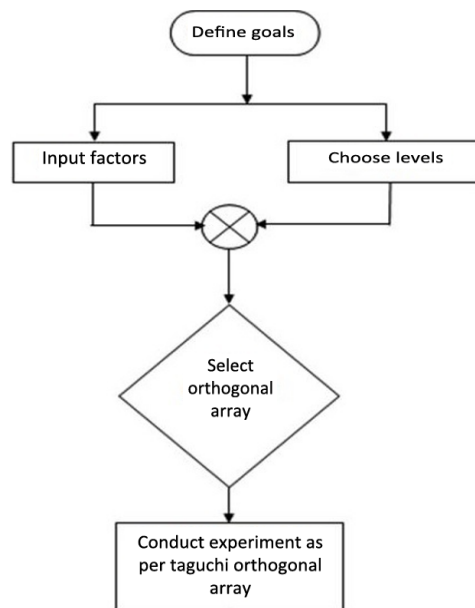 Define goals
Input factors
Choose levels
Select
orthogonal
array
Conduct experiment as
per taguchi orthogonal
array